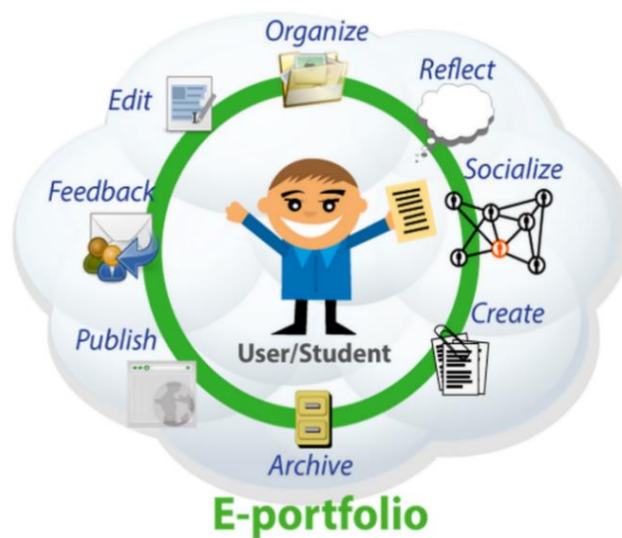 Organize
Reflect
Edit
Socialize
Feedback
Create
Publish
User/Student
Archive
E-portfolio